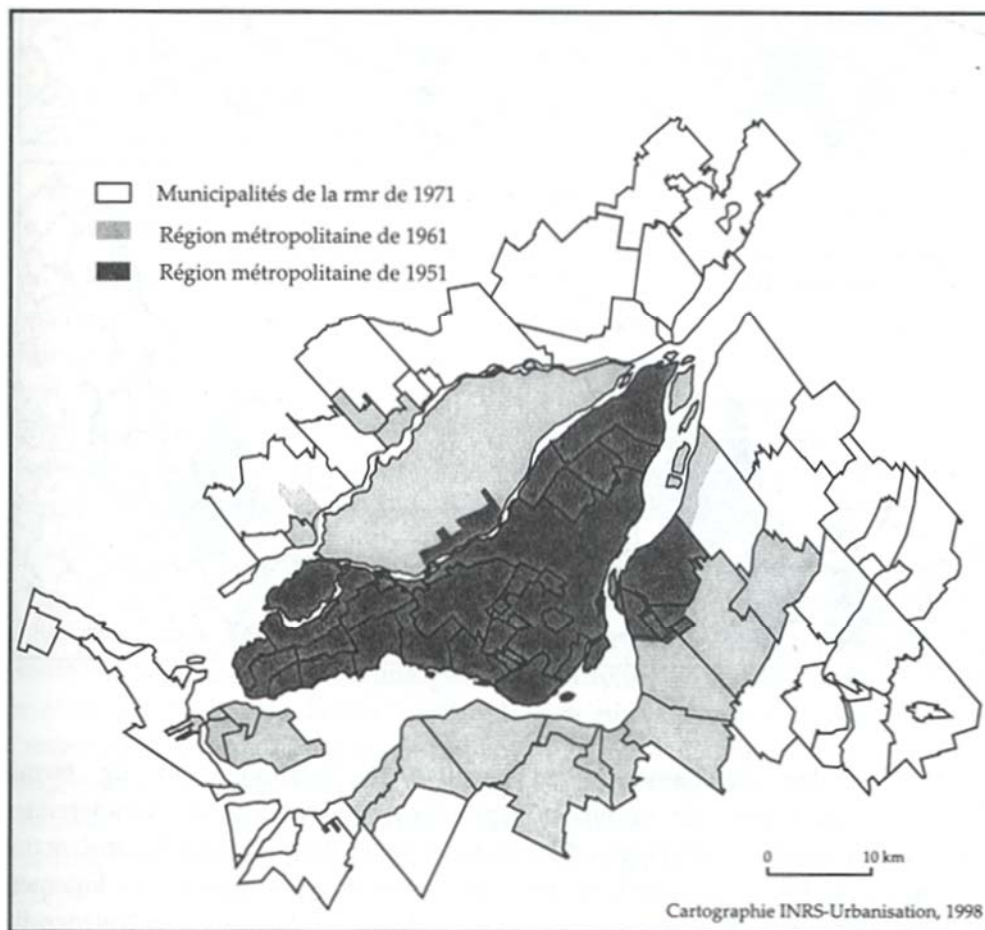 Municipalités de la rmr de 1971
Région métropolitaine de 1961
Région métropolitaine de 1951
0 10 km
Cartographie INRS-Urbanisation, 1998